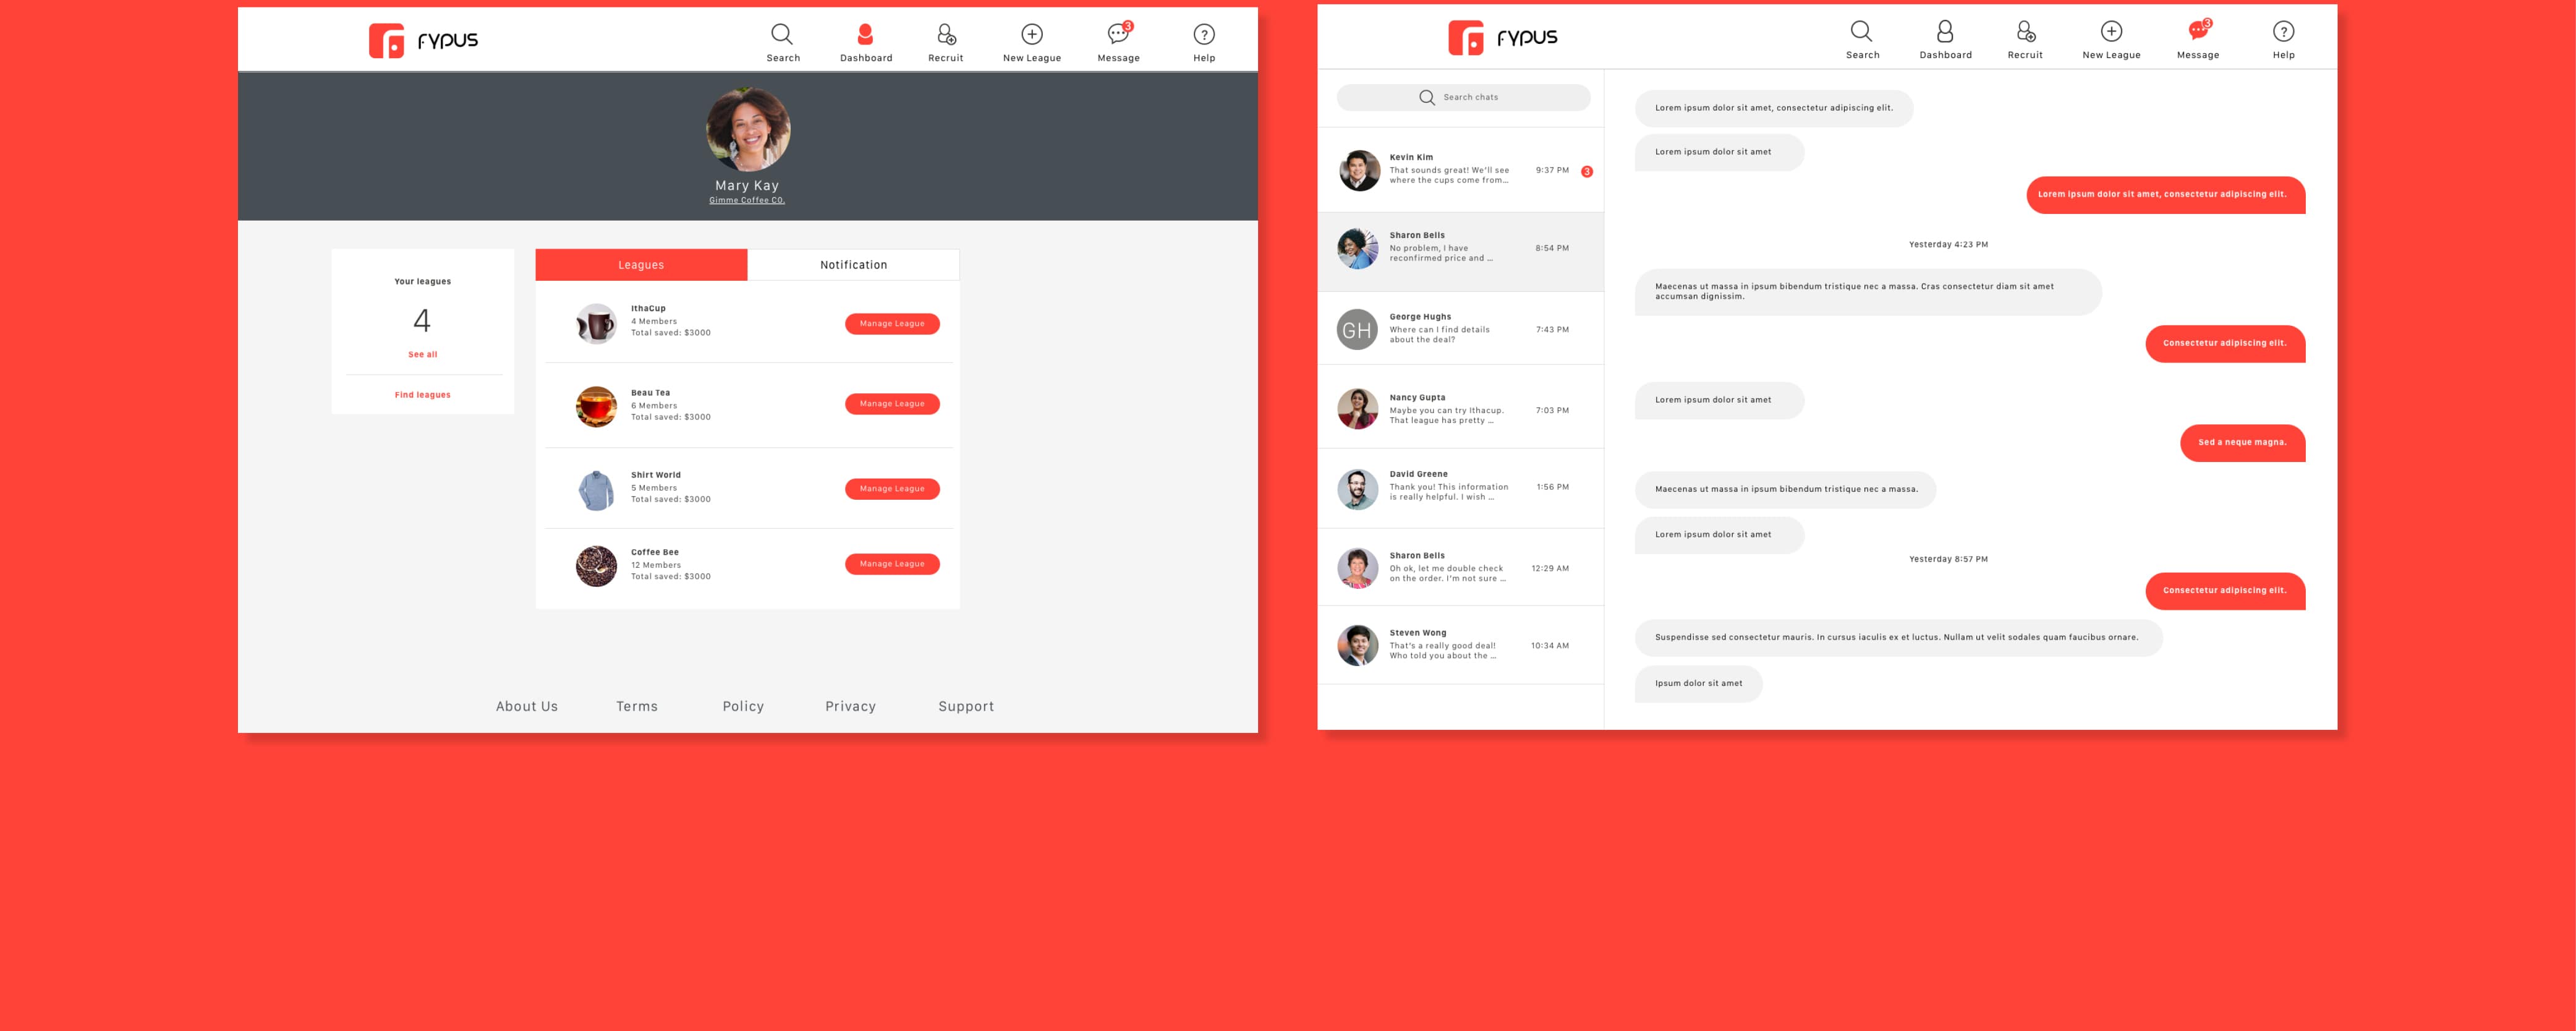 FYPUS
3
Search
Dashboard
Recruit
New League
Message
?
Help
Mary Kay
Gimme Coffee CO.
Your leagues
4
See all
Find leagues
Leagues
Notification
IthaCup
4 Members
Total saved: $3000
Manage League
Beau Tea
6 Members
Total saved: $3000
Manage League
Shirt World
5 Members
Total saved: $3000
Manage League
Coffee Bee
12 Members
Total saved: $3000
Manage League
About Us
Terms
Policy
Privacy
Support
FYPUS
3
Search
Dashboard
Recruit
New League
Message
?
Help
Search chats
Kevin Kim
That sounds great! We'll see
where the cups come from...
9:37 PM
3
Sharon Bells
No problem, I have
reconfirmed price and ...
8:54 PM
GH
George Hughs
Where can I find details
about the deal?
7:43 PM
Nancy Gupta
Maybe you can try Ithacup.
That league has pretty ...
7:03 PM
David Greene
Thank you! This information
is really helpful. I wish ...
1:56 PM
Sharon Bells
Oh ok, let me double check
on the order. I'm not sure ...
12:29 AM
Steven Wong
That's a really good deal!
Who told you about the ...
10:34 AM
Lorem ipsum dolor sit amet, consectetur adipiscing elit.
Lorem ipsum dolor sit amet
Lorem ipsum dolor sit amet, consectetur adipiscing elit.
Yesterday 4:23 PM
Maecenas ut massa in ipsum bibendum tristique nec a massa. Cras consectetur diam sit amet
accumsan dignissim.
Consectetur adipiscing elit.
Lorem ipsum dolor sit amet
Sed a neque magna.
Maecenas ut massa in ipsum bibendum tristique nec a massa.
Lorem ipsum dolor sit amet
Yesterday 8:57 PM
Consectetur adipiscing elit.
Suspendisse sed consectetur mauris. In cursus iaculis ex et luctus. Nullam ut velit sodales quam faucibus ornare.
Ipsum dolor sit amet